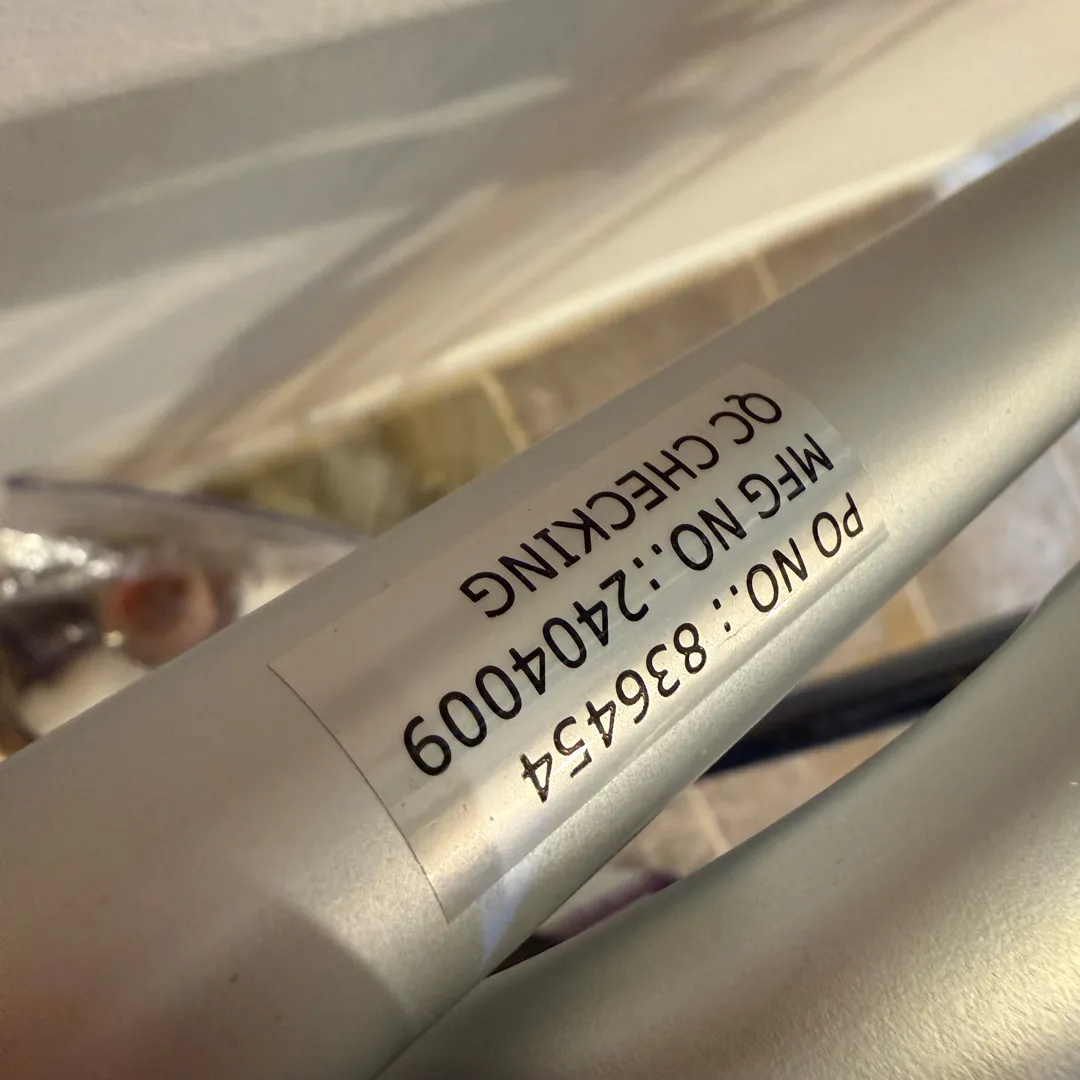 PO NO.: 836454
MFG NO.:2404009
QC CHECKING